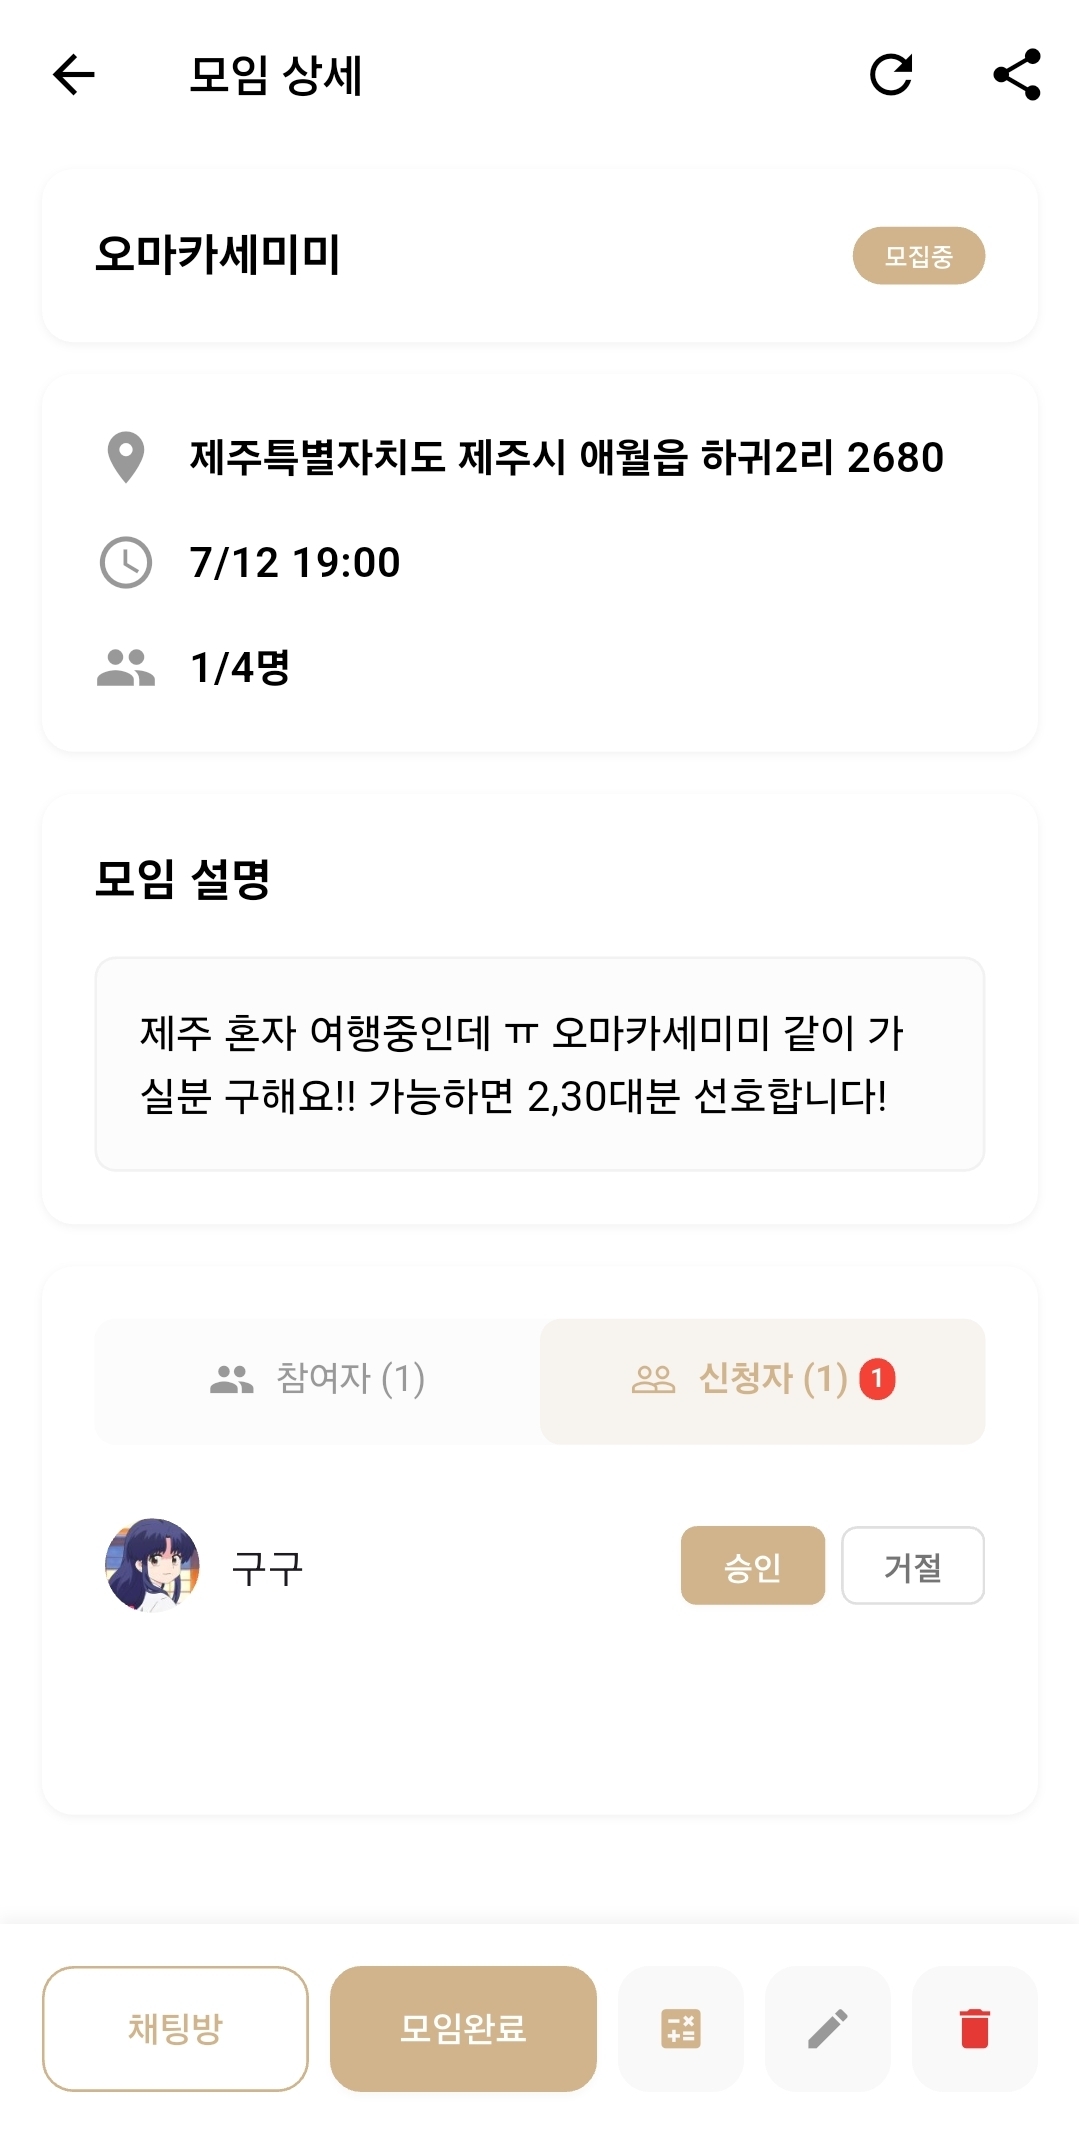 모임 상세
오마카세미미
모집중
제주특별자치도 제주시 애월읍 하귀2리 2680
7/12 19:00
1/4명
모임 설명
제주 혼자 여행중인데 ㅠ 오마카세미미 같이 가
실분 구해요!! 가능하면 2,30대분 선호합니다!
참여자 (1)
신청자 (1) 1
구구
승인
거절
채팅방
모임완료